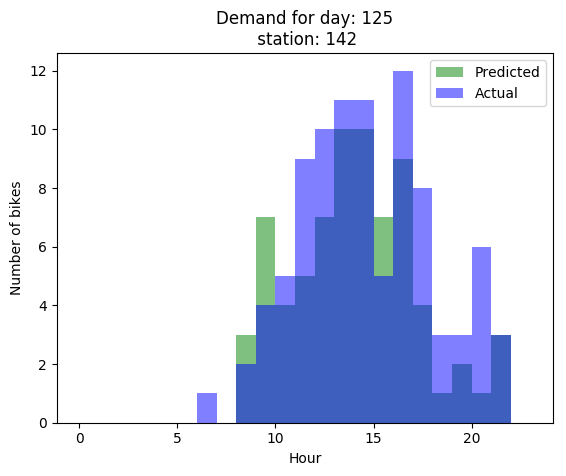 Demand for day: 125
station: 142
Predicted
Actual
Number of bikes
12
10
8
6
4
2
0
0 5 10 15 20
Hour